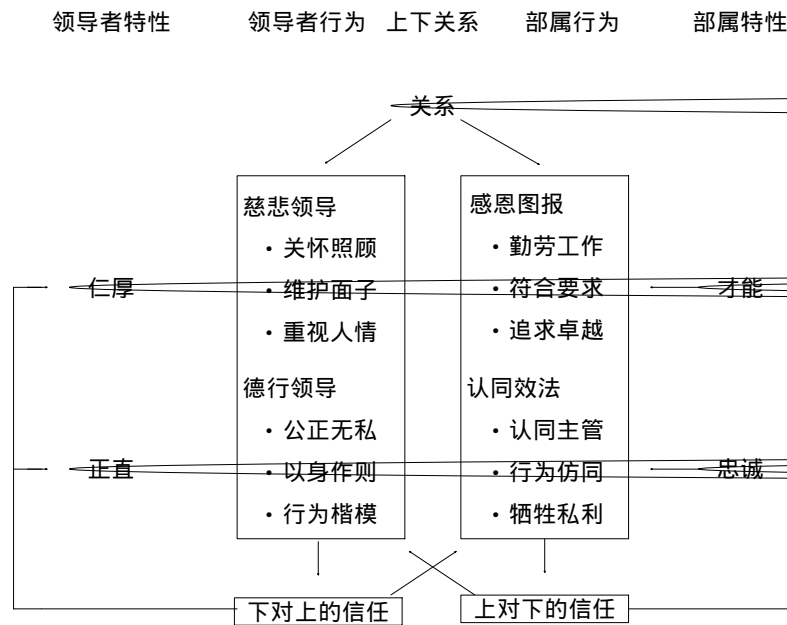 领导者特性 领导者行为 上下关系 部属行为 部属特性
关系
慈悲领导
・关怀照顾
・维护面子
・重视人情
德行领导
・公正无私
・以身作则
・行为楷模
感恩图报
・勤劳工作
・符合要求
・追求卓越
认同效法
・认同主管
・行为仿同
・牺牲私利
仁厚
正直
才能
忠诚
下对上的信任
上对下的信任